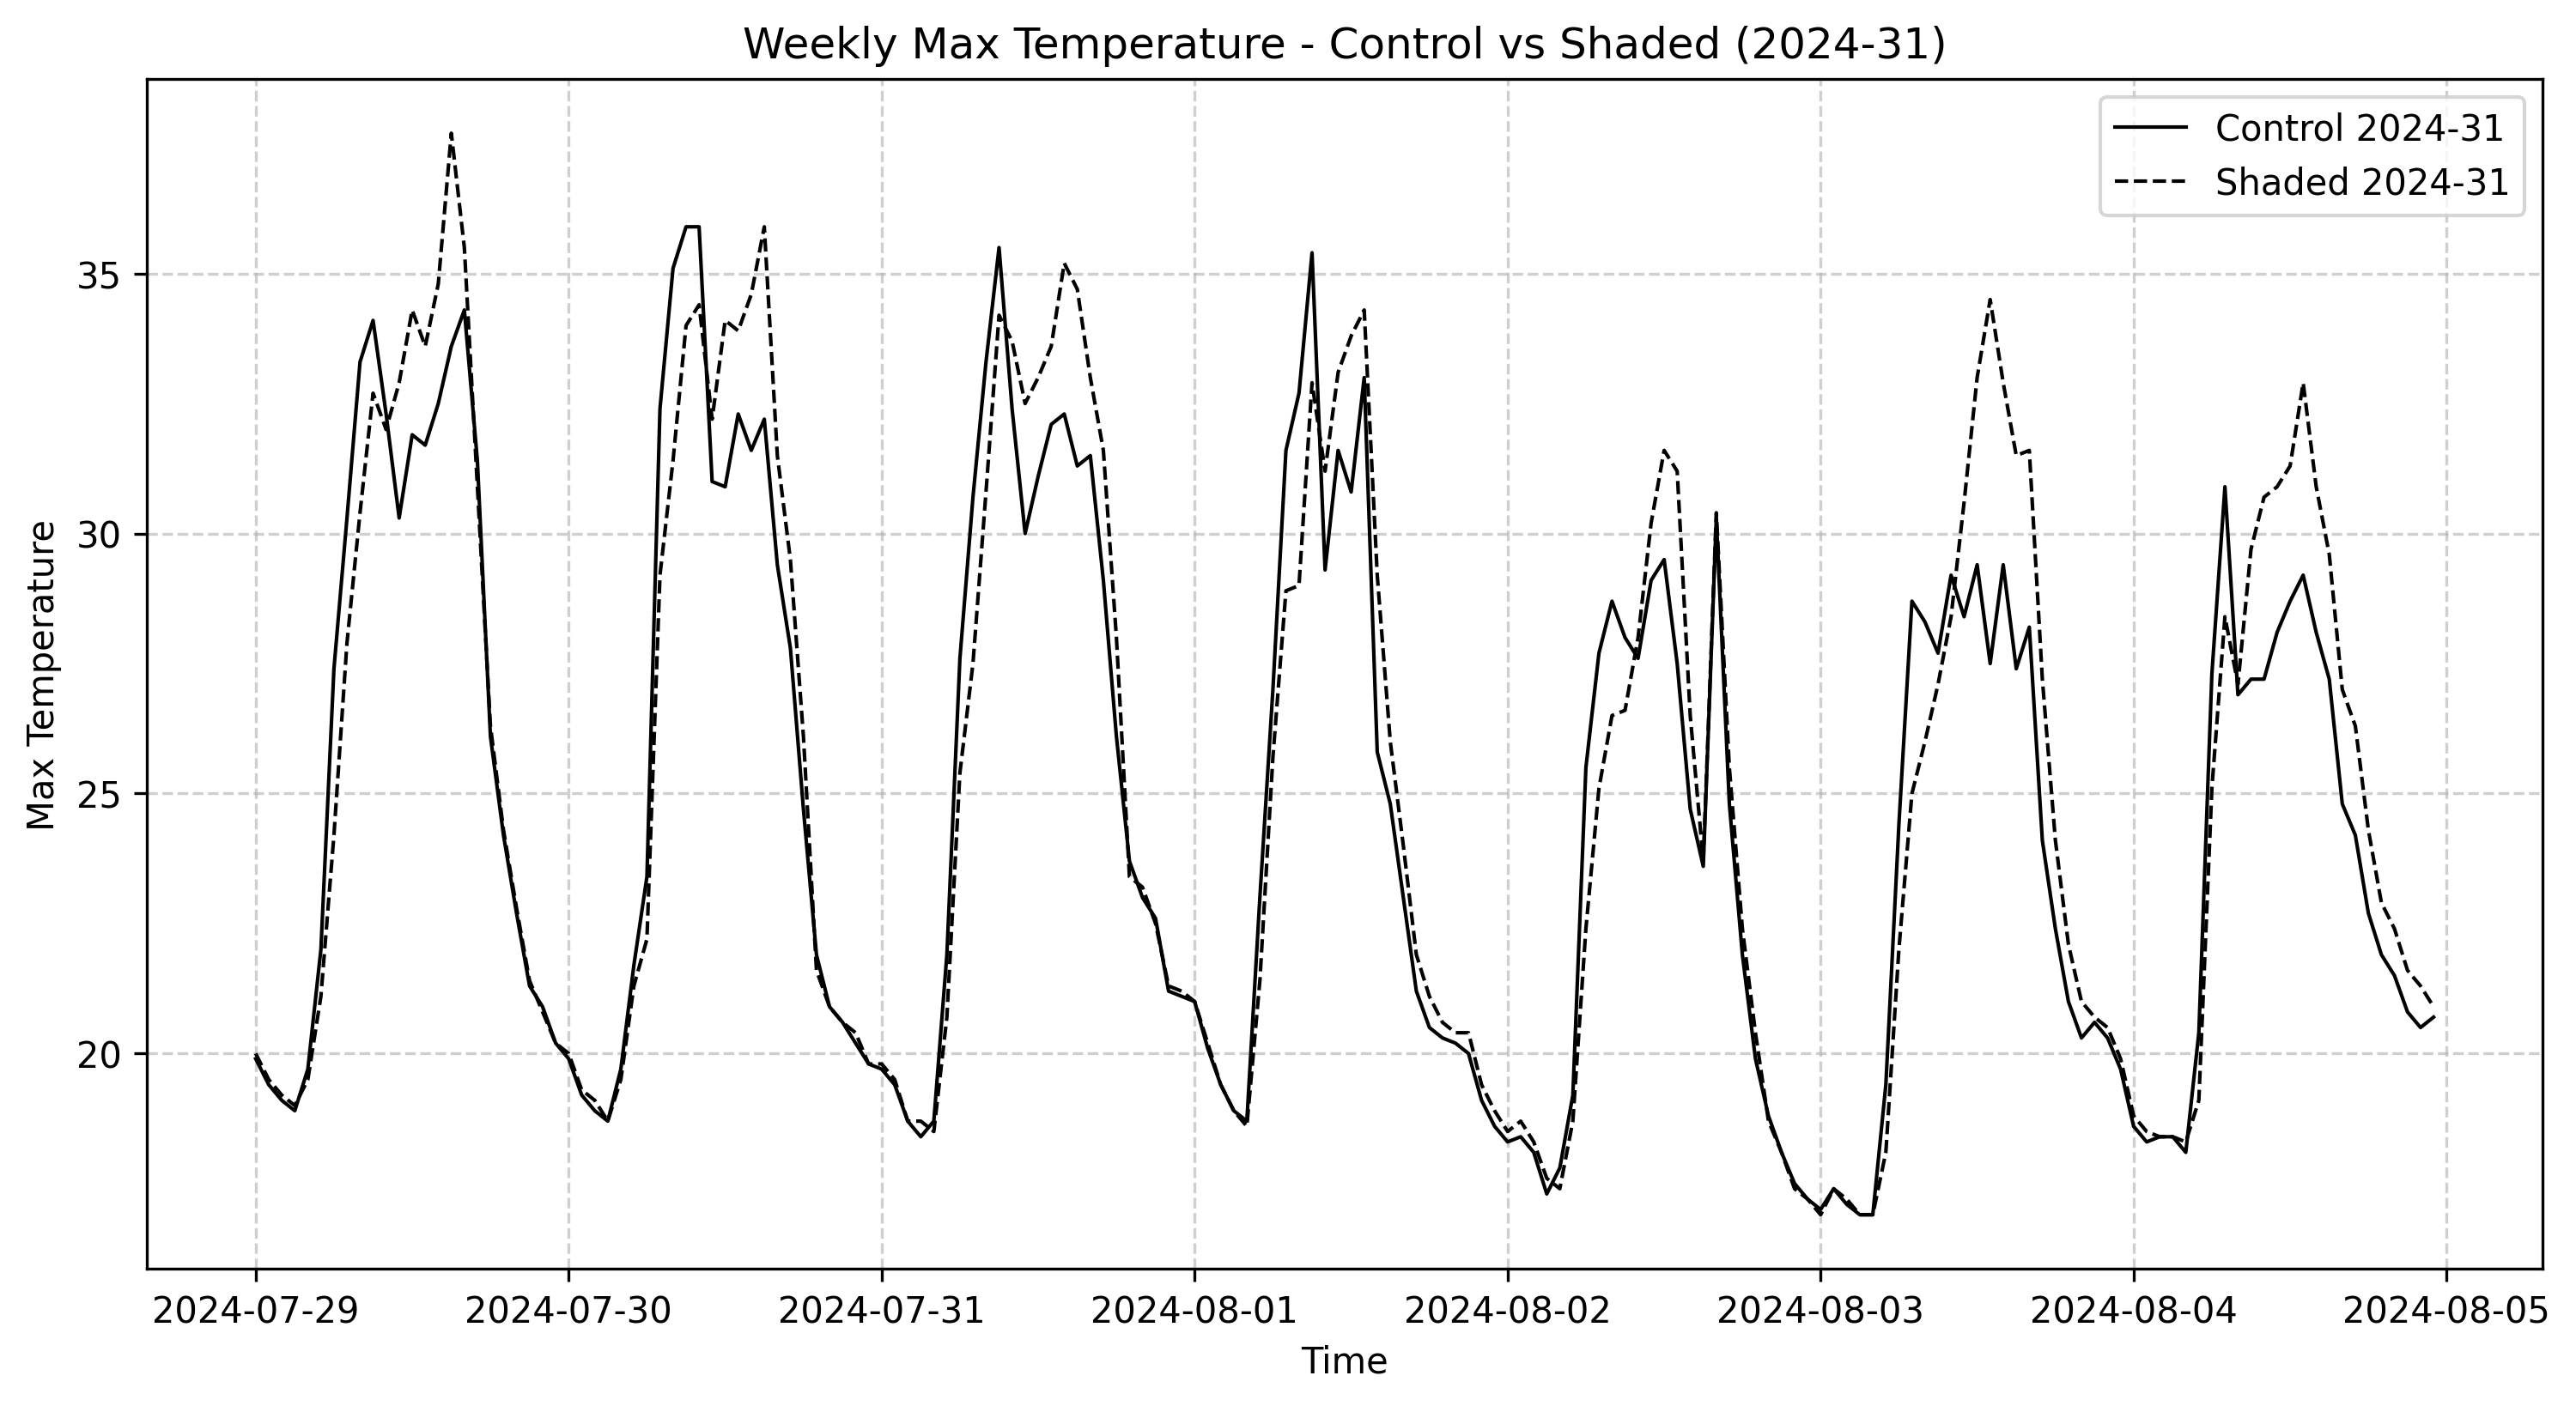 Weekly Max Temperature - Control vs Shaded (2024-31)
Control 2024-31
Shaded 2024-31
Max Temperature
35
30
25
20
2024-07-29
2024-07-30
2024-07-31
2024-08-01
2024-08-02
2024-08-03
2024-08-04
2024-08-05
Time